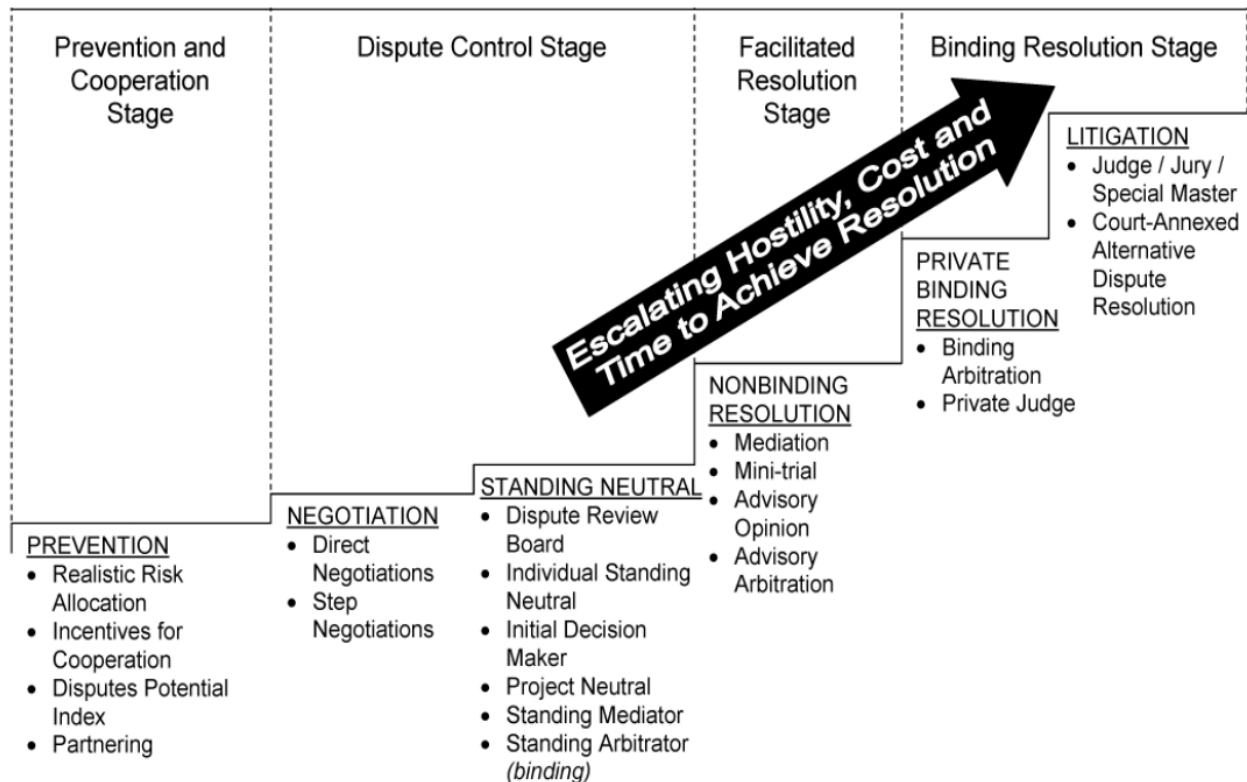 Prevention and
Cooperation
Stage
Dispute Control Stage
Facilitated
Resolution
Stage
Binding Resolution Stage
Escalating Hostility, Cost and
Time to Achieve Resolution
PREVENTION
• Realistic Risk
Allocation
• Incentives for
Cooperation
• Disputes Potential
Index
• Partnering
NEGOTIATION
• Direct
Negotiations
• Step
Negotiations
STANDING NEUTRAL
• Dispute Review
Board
• Individual Standing
Neutral
• Initial Decision
Maker
• Project Neutral
• Standing Mediator
• Standing Arbitrator
(binding)
NONBINDING
RESOLUTION
• Mediation
• Mini-trial
• Advisory
Opinion
• Advisory
Arbitration
PRIVATE
BINDING
RESOLUTION
• Binding
Arbitration
• Private Judge
LITIGATION
• Judge / Jury /
Special Master
• Court-Annexed
Alternative
Dispute
Resolution